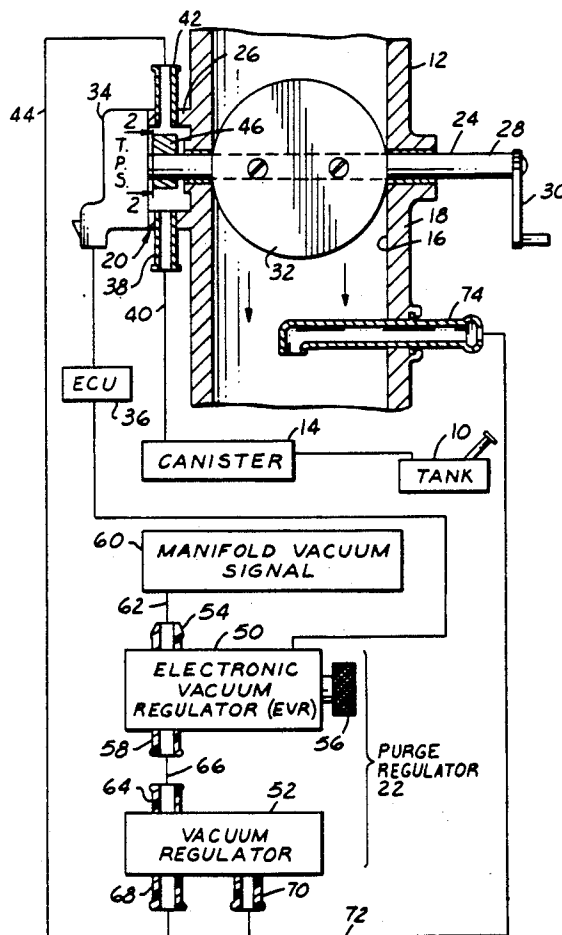 42
26
12
44
34
46
24
28
2
T.
P.
S.
2
30
18
16
20
38
32
40
74
ECU
36
14
10
CANISTER
TANK
60
MANIFOLD VACUUM
SIGNAL
62
54
50
ELECTRONIC
VACUUM
REGULATOR (EVR)
56
58
66
PURGE
REGULATOR
22
64
52
VACUUM
REGULATOR
68
70
72